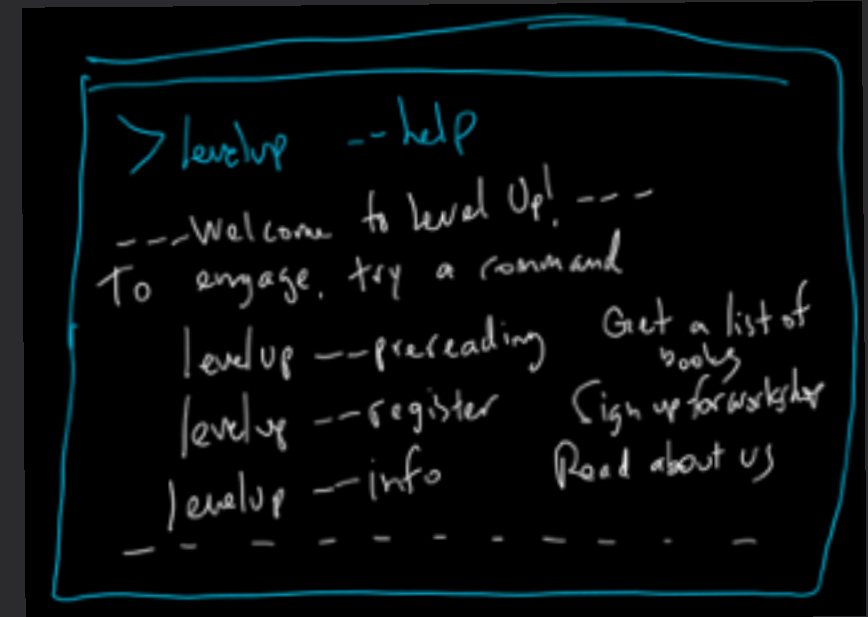 > levelup --help
---Welcome to Level Up! ---
To engage, try a command
levelup --prereading Get a list of books
levelup --register Sign up for workshop
levelup --info Read about us
- - - - - - - - - - -